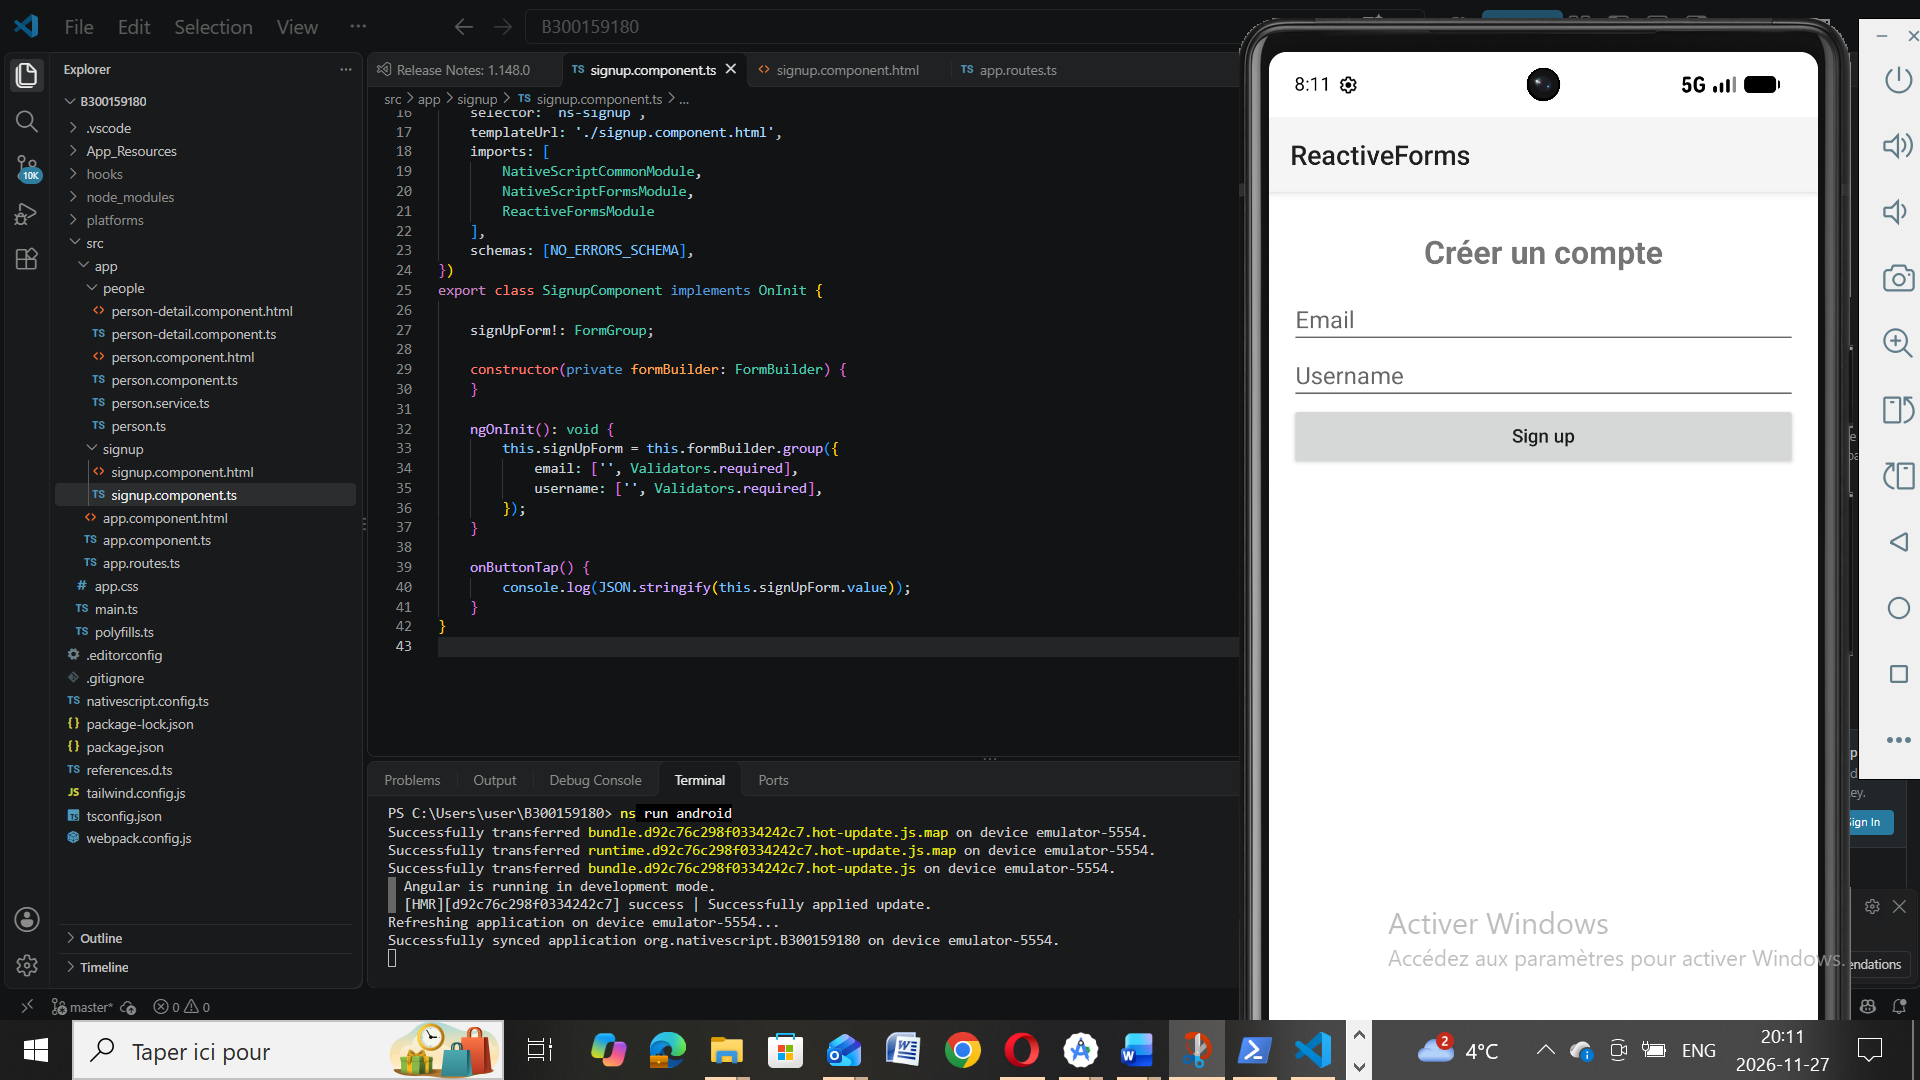 File Edit Selection View ··· B300159180
Explorer ···
B300159180
.vscode
App_Resources
hooks
node_modules
platforms
src
app
people
person-detail.component.html
person-detail.component.ts
person.component.html
person.component.ts
person.service.ts
person.ts
signup
signup.component.html
signup.component.ts
app.component.html
app.component.ts
app.routes.ts
app.css
main.ts
polyfills.ts
.editorconfig
.gitignore
nativescript.config.ts
package-lock.json
package.json
references.d.ts
tailwind.config.js
tsconfig.json
webpack.config.js
Outline
Timeline
10K
Release Notes: 1.148.0 TS signup.component.ts signup.component.html TS app.routes.ts
src > app > signup > TS signup.component.ts > ...
16 selector: 'ns-signup',
17 templateUrl: './signup.component.html',
18 imports: [
19 NativeScriptCommonModule,
20 NativeScriptFormsModule,
21 ReactiveFormsModule
22 ],
23 schemas: [NO_ERRORS_SCHEMA],
24 })
25 export class SignupComponent implements OnInit {
26
27 signUpForm!: FormGroup;
28
29 constructor(private formBuilder: FormBuilder) {
30 }
31
32 ngOnInit(): void {
33 this.signUpForm = this.formBuilder.group({
34 email: ['', Validators.required],
35 username: ['', Validators.required],
36 });
37 }
38
39 onButtonTap() {
40 console.log(JSON.stringify(this.signUpForm.value));
41 }
42 }
43
Problems Output Debug Console Terminal Ports
PS C:\Users\user\B300159180> ns run android
Successfully transferred bundle.d92c76c298f0334242c7.hot-update.js.map on device emulator-5554.
Successfully transferred runtime.d92c76c298f0334242c7.hot-update.js.map on device emulator-5554.
Successfully transferred bundle.d92c76c298f0334242c7.hot-update.js on device emulator-5554.
Angular is running in development mode.
[HMR][d92c76c298f0334242c7] success | Successfully applied update.
Refreshing application on device emulator-5554...
Successfully synced application org.nativescript.B300159180 on device emulator-5554.
8:11 5G
ReactiveForms
Créer un compte
Email
Username
Sign up
Activer Windows
Accédez aux paramètres pour activer Windows.
key.
Sign In
endations
master* 0 0
Taper ici pour
2 4°C ENG 20:11
2026-11-27